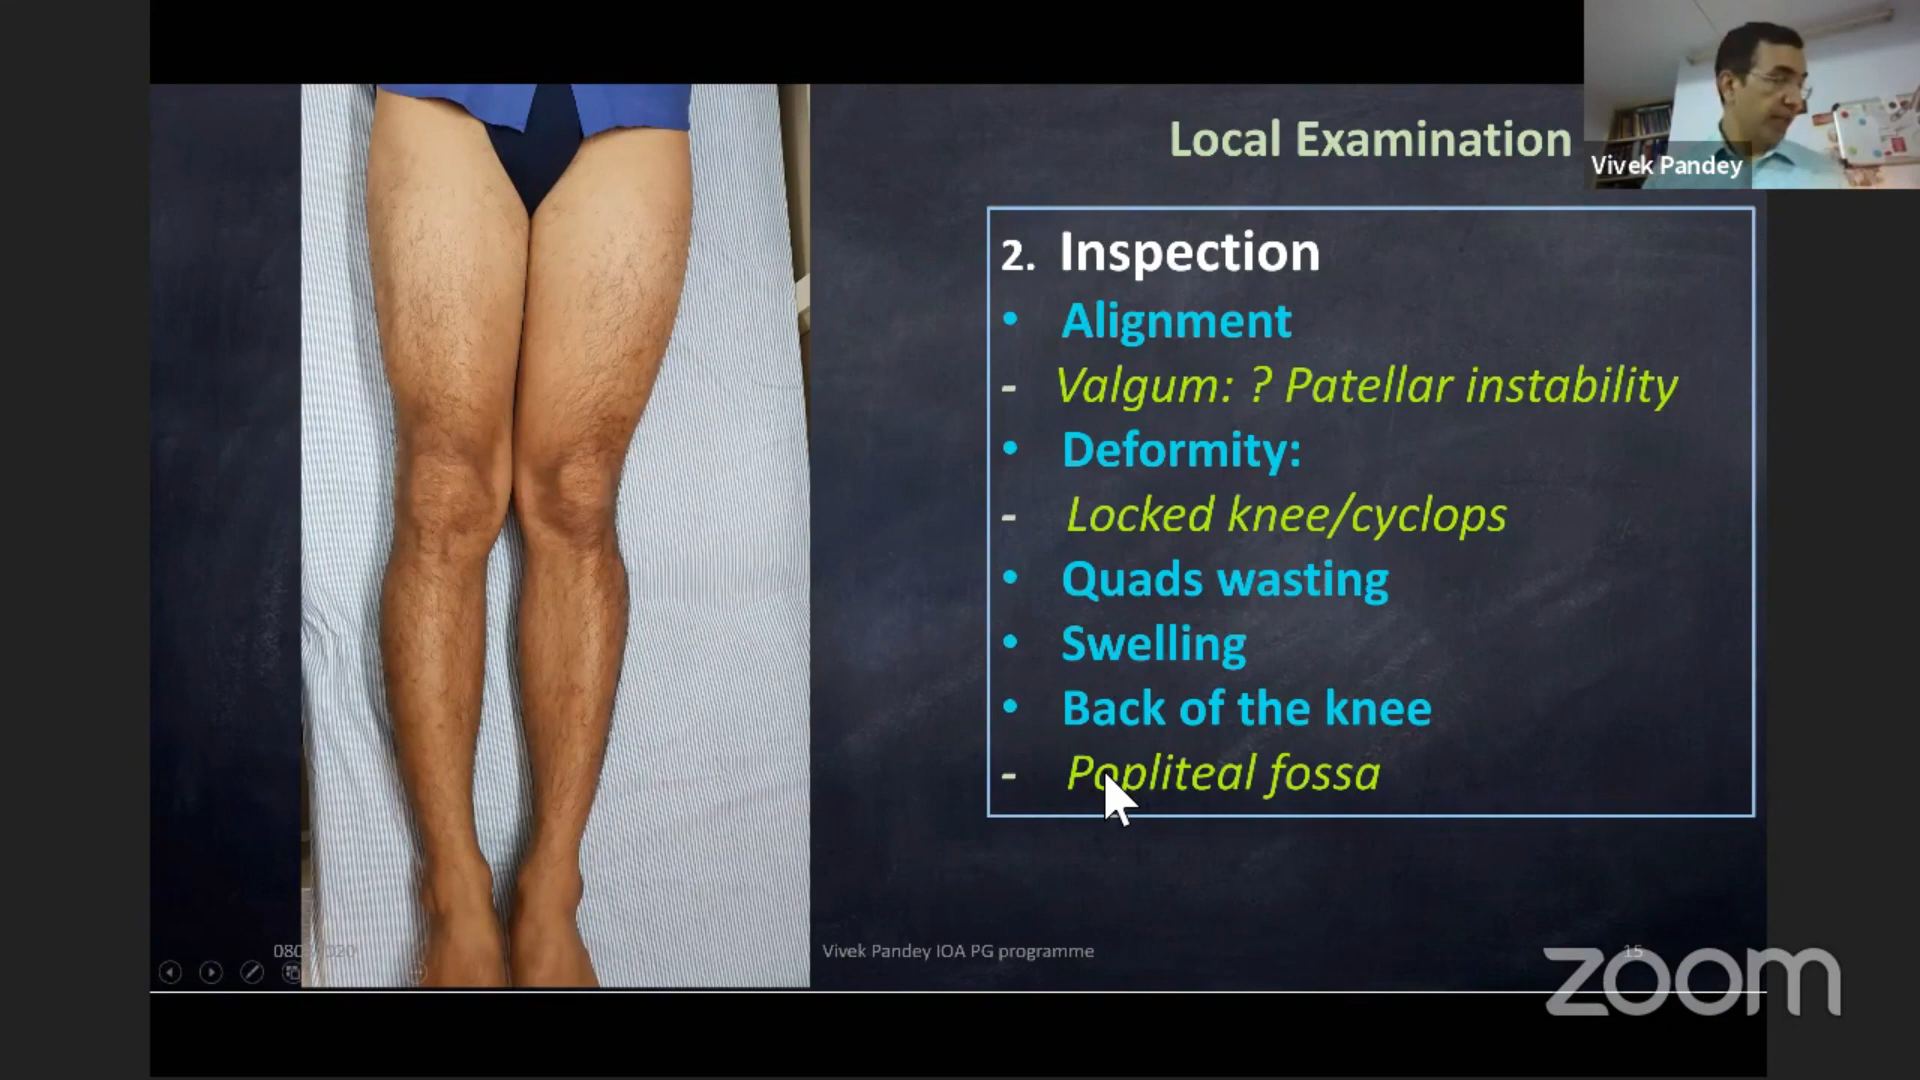 Local Examination
Vivek Pandey
2. Inspection
• Alignment
- Valgum: ? Patellar instability
• Deformity:
- Locked knee/cyclops
• Quads wasting
• Swelling
• Back of the knee
- Popliteal fossa
Vivek Pandey IOA PG programme
15
zoom